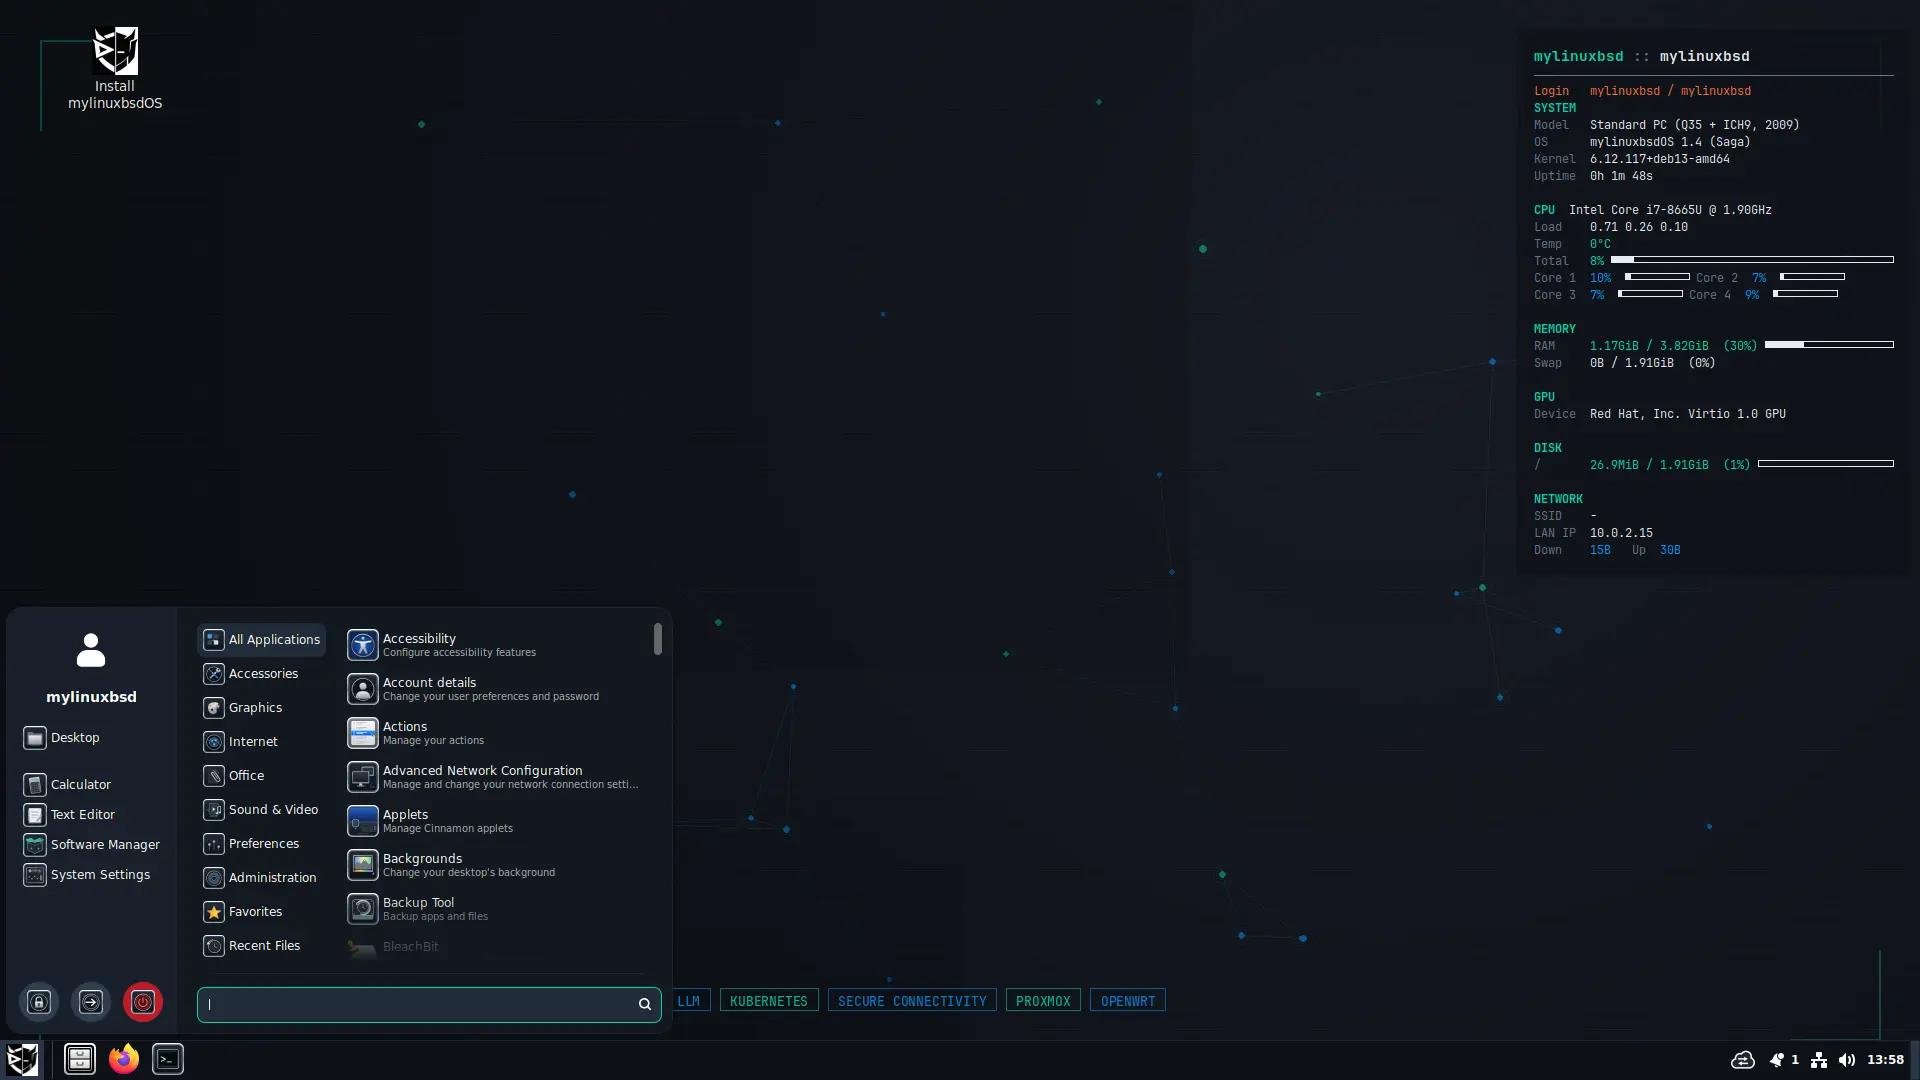 Install
mylinuxbsdOS
mylinuxbsd :: mylinuxbsd
Login mylinuxbsd / mylinuxbsd
SYSTEM
Model Standard PC (Q35 + ICH9, 2009)
OS mylinuxbsdOS 1.4 (Saga)
Kernel 6.12.117+deb13-amd64
Uptime 0h 1m 48s
CPU Intel Core i7-8665U @ 1.90GHz
Load 0.71 0.26 0.10
Temp 0°C
Total 8%
Core 1 10% Core 2 7%
Core 3 7% Core 4 9%
MEMORY
RAM 1.17GiB / 3.82GiB (30%)
Swap 0B / 1.91GiB (0%)
GPU
Device Red Hat, Inc. Virtio 1.0 GPU
DISK
/ 26.9MiB / 1.91GiB (1%)
NETWORK
SSID -
LAN IP 10.0.2.15
Down 15B Up 30B
mylinuxbsd
Desktop
Calculator
Text Editor
Software Manager
System Settings
All Applications
Accessories
Graphics
Internet
Office
Sound & Video
Preferences
Administration
Favorites
Recent Files
Accessibility
Configure accessibility features
Account details
Change your user preferences and password
Actions
Manage your actions
Advanced Network Configuration
Manage and change your network connection setti...
Applets
Manage Cinnamon applets
Backgrounds
Change your desktop's background
Backup Tool
Backup apps and files
BleachBit
LLM KUBERNETES SECURE CONNECTIVITY PROXMOX OPENWRT
1 13:58